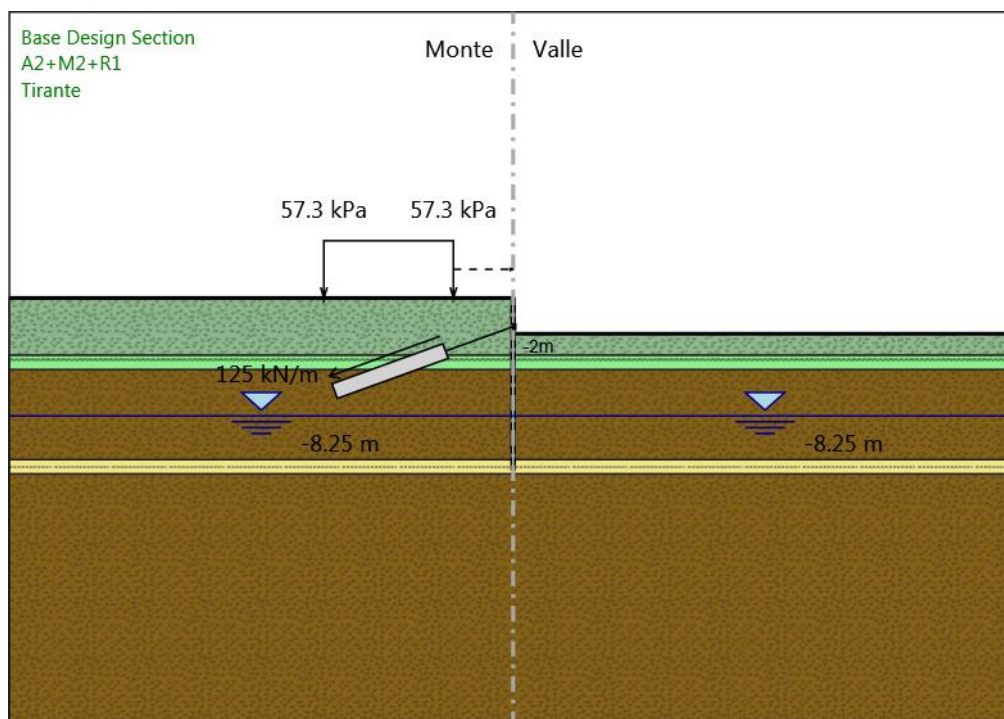 Base Design Section
A2+M2+R1
Tirante
Monte
Valle
57.3 kPa
57.3 kPa
-2m
125 kN/m
-8.25 m
-8.25 m